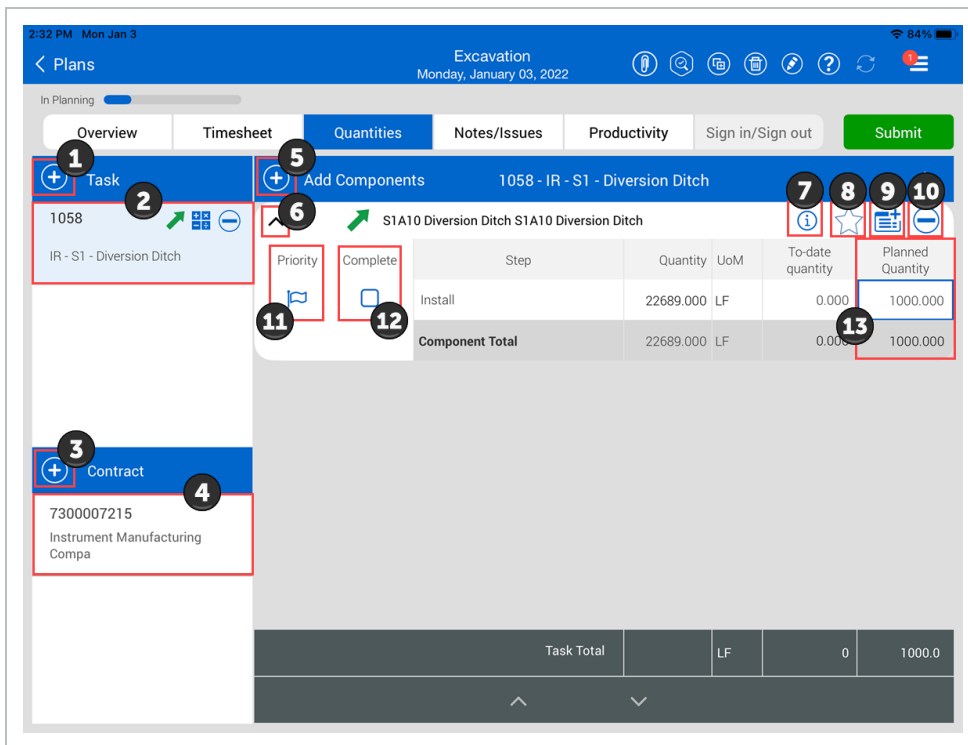 2:32 PM Mon Jan 3
84%
Plans
Excavation
Monday, January 03, 2022
1
In Planning
Overview Timesheet Quantities Notes/Issues Productivity Sign in/Sign out Submit
1 5
Task
Add Components 1058 - IR - S1 - Diversion Ditch
2 6 7 8 9 10
1058
S1A10 Diversion Ditch S1A10 Diversion Ditch
IR - S1 - Diversion Ditch
Priority Complete Step Quantity UoM To-date quantity Planned Quantity
Install 22689.000 LF 0.000 1000.000
11 12 13
Component Total 22689.000 LF 0.000 1000.000
3
Contract
4
7300007215
Instrument Manufacturing
Compa
Task Total LF 0 1000.0